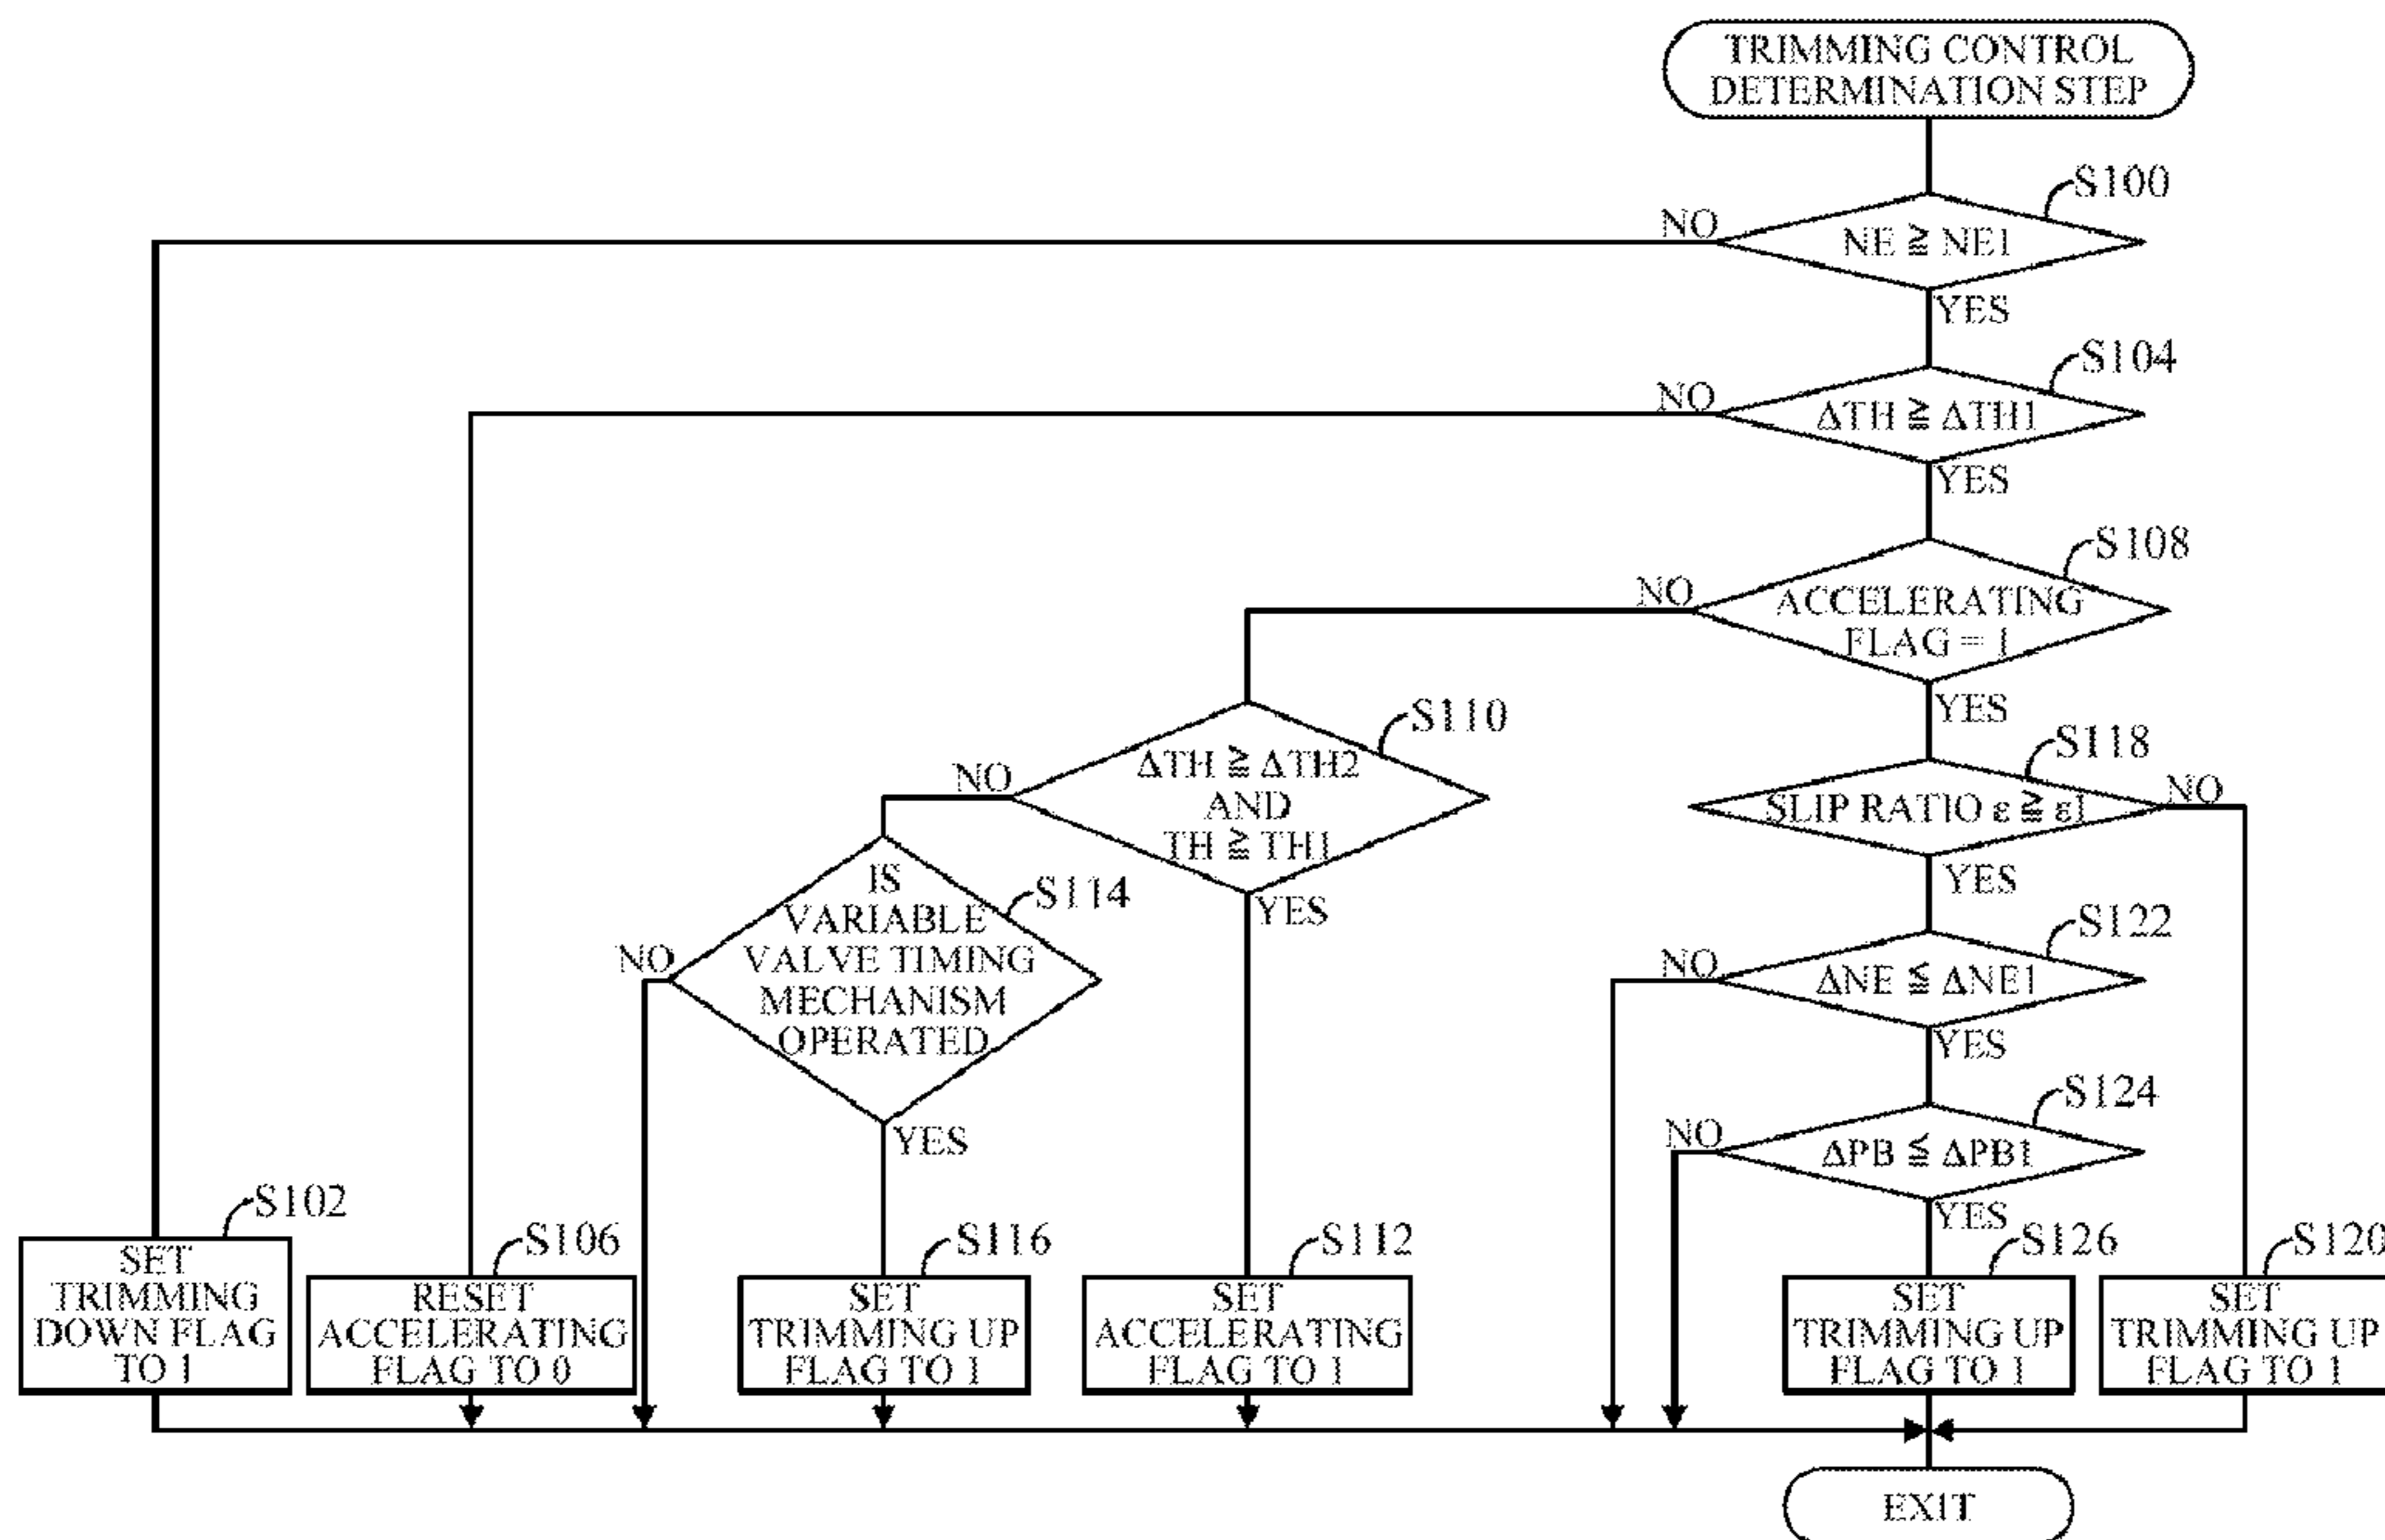 TRIMMING CONTROL
DETERMINATION STEP
S100
NO
NE ≧ NE1
YES
S104
NO
ΔTH ≧ ΔTH1
YES
S108
NO
ACCELERATING
FLAG = 1
YES
S110
NO
ΔTH ≧ ΔTH2
AND
TH ≧ TH1
YES
S118
SLIP RATIO ε ≧ ε1
NO
YES
S114
NO
IS
VARIABLE
VALVE TIMING
MECHANISM
OPERATED
YES
S122
NO
ΔNE ≦ ΔNE1
YES
S124
NO
ΔPB ≦ ΔPB1
YES
S102
SET
TRIMMING
DOWN FLAG
TO 1
S106
RESET
ACCELERATING
FLAG TO 0
S116
SET
TRIMMING UP
FLAG TO 1
S112
SET
ACCELERATING
FLAG TO 1
S126
SET
TRIMMING UP
FLAG TO 1
S120
SET
TRIMMING UP
FLAG TO 1
EXIT